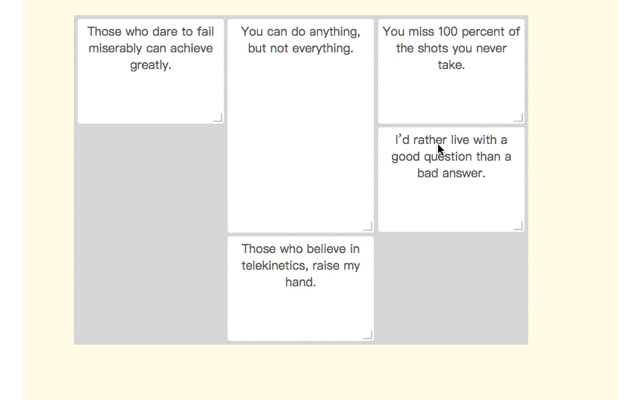 Those who dare to fail
miserably can achieve
greatly.
You can do anything,
but not everything.
You miss 100 percent of
the shots you never
take.
I’d rather live with a
good question than a
bad answer.
Those who believe in
telekinetics, raise my
hand.